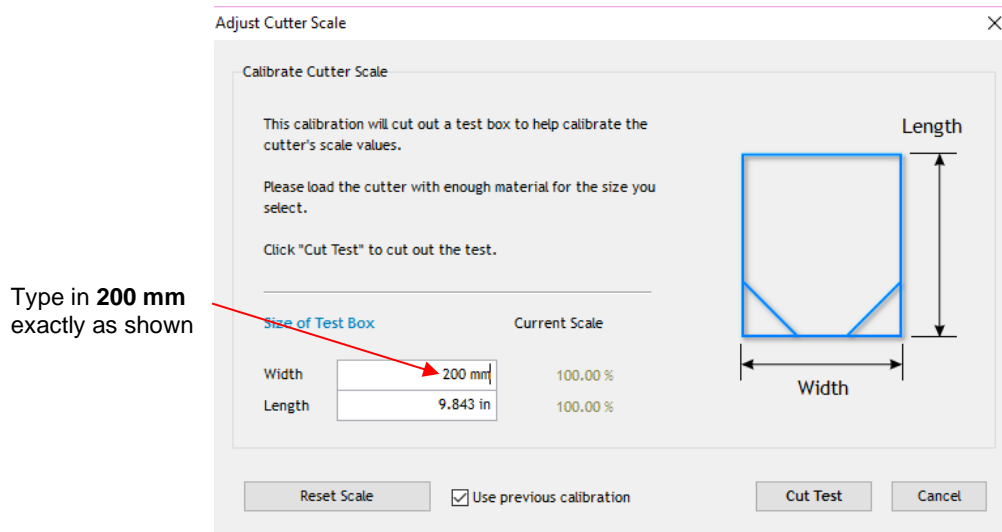 Adjust Cutter Scale
Calibrate Cutter Scale
This calibration will cut out a test box to help calibrate the
cutter's scale values.
Please load the cutter with enough material for the size you
select.
Click "Cut Test" to cut out the test.
Length
Type in 200 mm
exactly as shown
Size of Test Box Current Scale
Width 200 mm 100.00 %
Length 9.843 in 100.00 %
Width
Reset Scale Use previous calibration Cut Test Cancel